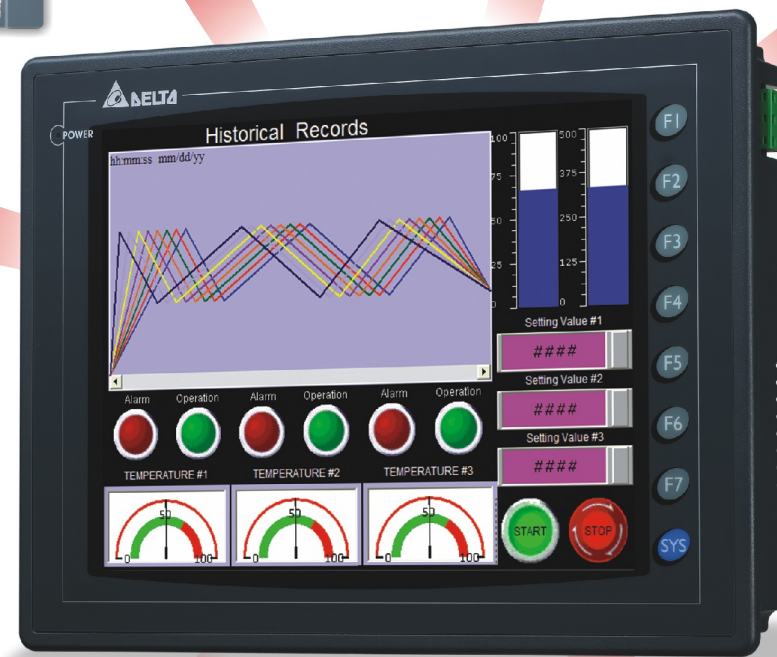 DELTA
POWER
Historical Records
hh:mm:ss mm/dd/yy
100
75
50
25
0
500
375
250
125
0
Setting Value #1
####
Setting Value #2
####
Setting Value #3
####
Alarm Operation Alarm Operation Alarm Operation
TEMPERATURE #1 TEMPERATURE #2 TEMPERATURE #3
50 50 50
0 100 0 100 0 100
START STOP
F1
F2
F3
F4
F5
F6
F7
SYS